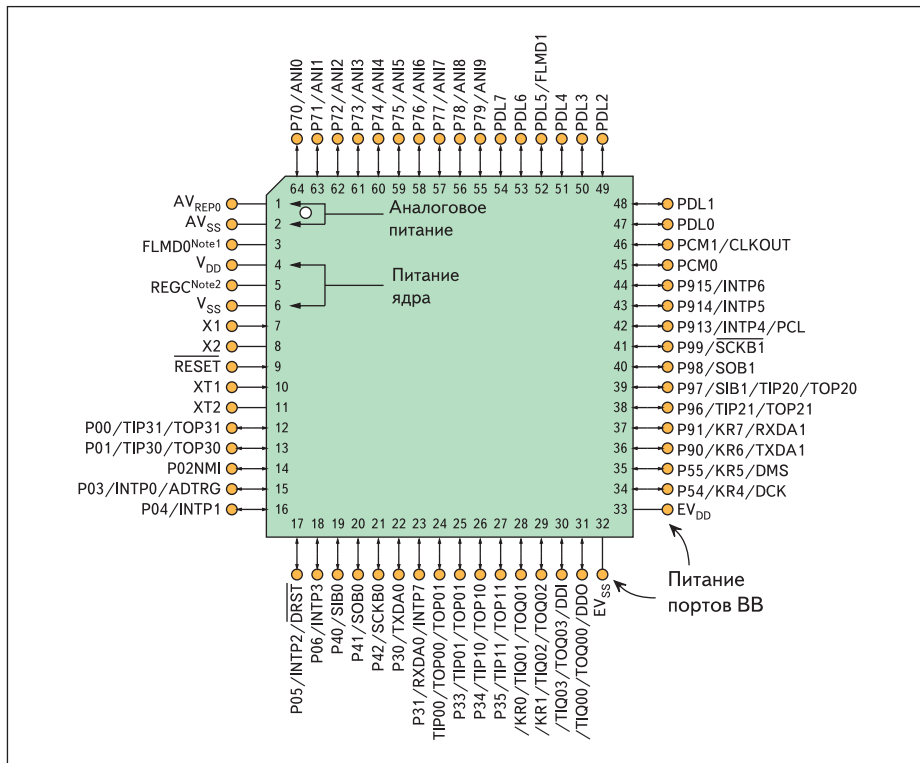 P70/ANI0
P71/ANI1
P72/ANI2
P73/ANI3
P74/ANI4
P75/ANI5
P76/ANI6
P77/ANI7
P78/ANI8
P79/ANI9
PDL7
PDL6
PDL5/FLMD1
PDL4
PDL3
PDL2
64 63 62 61 60 59 58 57 56 55 54 53 52 51 50 49
AVREP0 1
AVSS 2
FLMD0Note1 3
VDD 4
REGCNote2 5
VSS 6
X1 7
X2 8
RESET 9
XT1 10
XT2 11
P00/TIP31/TOP31 12
P01/TIP30/TOP30 13
P02NMI 14
P03/INTP0/ADTRG 15
P04/INTP1 16
Аналоговое
питание
Питание
ядра
48 PDL1
47 PDL0
46 PCM1/CLKOUT
45 PCM0
44 P915/INTP6
43 P914/INTP5
42 P913/INTP4/PCL
41 P99/SCKB1
40 P98/SOB1
39 P97/SIB1/TIP20/TOP20
38 P96/TIP21/TOP21
37 P91/KR7/RXDA1
36 P90/KR6/TXDA1
35 P55/KR5/DMS
34 P54/KR4/DCK
33 EVDD
17 18 19 20 21 22 23 24 25 26 27 28 29 30 31 32
P05/INTP2/DRST
P06/INTP3
P40/SIB0
P41/SOB0
P42/SCKB0
P30/TXDA0
P31/RXDA0/INTP7
TIP00/TOP00/TOP01
P33/TIP01/TOP01
P34/TIP10/TOP10
P35/TIP11/TOP11
/KR0/TIQ01/TOQ01
/KR1/TIQ02/TOQ02
/TIQ03/TOQ03/DDI
/TIQ00/TOQ00/DDO
EVSS
Питание
портов ВВ